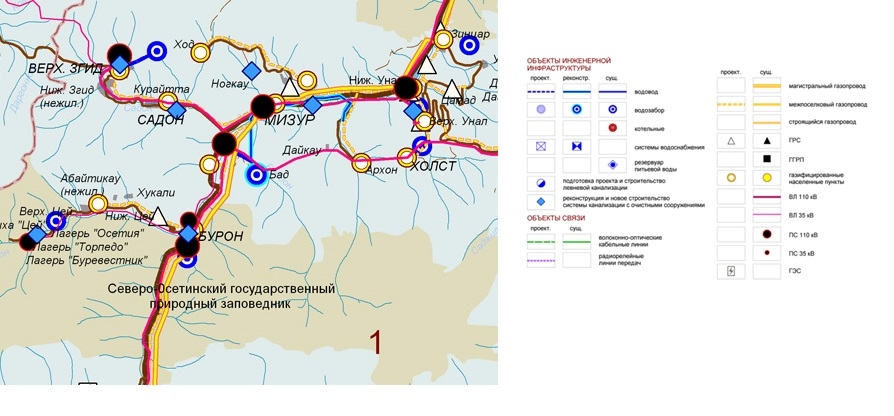 Зинцар
Ход
ВЕРХ. ЗГИД
Ниж. Уна
Ногкау
Ниж. Згид
(нежил.)
Курайтта
САДОН
МИЗУР
Верх. Унал
Дайкау
Архон
ХОЛСТ
Бад
Абайтикау
(нежил.)
Хукали
Верх. Цей
Ниж. Цей
Лагерь "Осетия"
Лагерь "Торпедо"
Лагерь "Буревестник"
БУРОН
Северо-Осетинский государственный
природный заповедник
1
ОБЪЕКТЫ ИНЖЕНЕРНОЙ
ИНФРАСТРУКТУРЫ
проект. реконстр. сущ.
водовод
водозабор
котельные
системы водоснабжения
резервуар
питьевой воды
подготовка проекта и строительство
ливневой канализации
реконструкция и новое строительство
системы канализации с очистными сооружениями
ОБЪЕКТЫ СВЯЗИ
проект. сущ.
волоконно-оптические
кабельные линии
радиорелейные
линии передач
проект. сущ.
магистральный газопровод
межпоселковый газопровод
строящийся газопровод
ГРС
ГГРП
газифицированные
населенные пункты
ВЛ 110 кВ
ВЛ 35 кВ
ПС 110 кВ
ПС 35 кВ
ГЭС